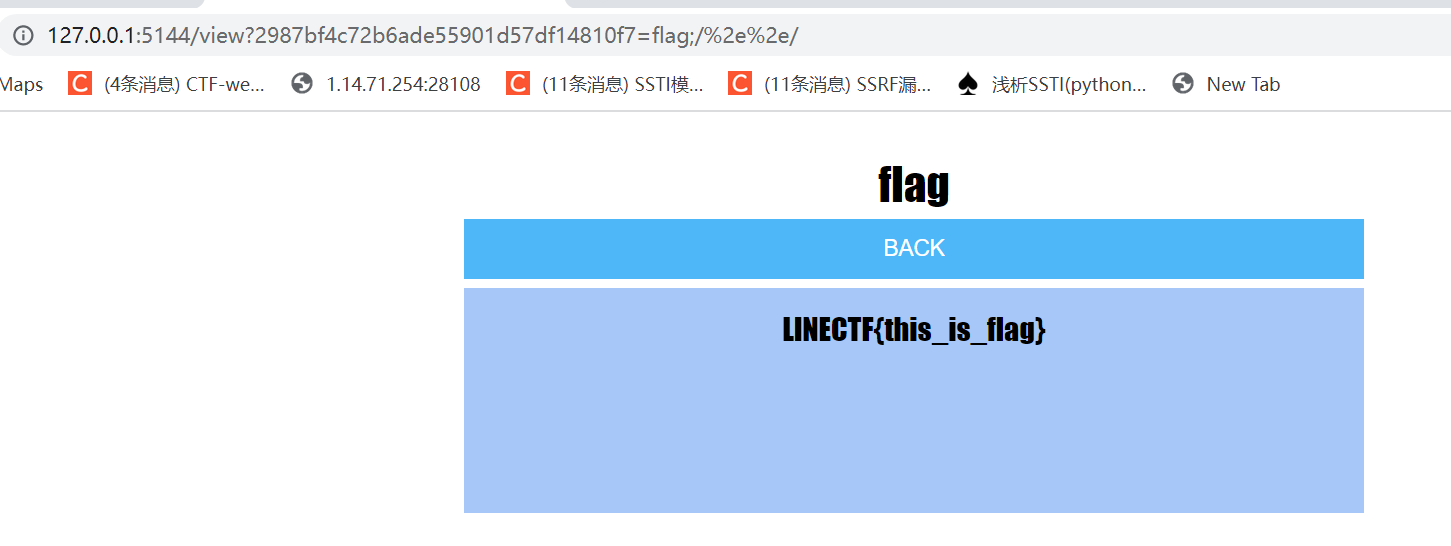 127.0.0.1:5144/view?2987bf4c72b6ade55901d57df14810f7=flag;/%2e%2e/
Maps (4条消息) CTF-we... 1.14.71.254:28108 (11条消息) SSTI模... (11条消息) SSRF漏... 浅析SSTI(python... New Tab
flag
BACK
LINECTF{this_is_flag}